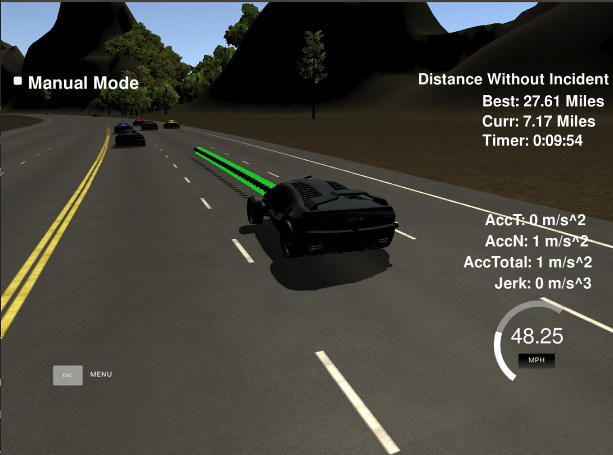 Manual Mode
Distance Without Incident
Best: 27.61 Miles
Curr: 7.17 Miles
Timer: 0:09:54
AccT: 0 m/s^2
AccN: 1 m/s^2
AccTotal: 1 m/s^2
Jerk: 0 m/s^3
48.25
MPH
ESC MENU